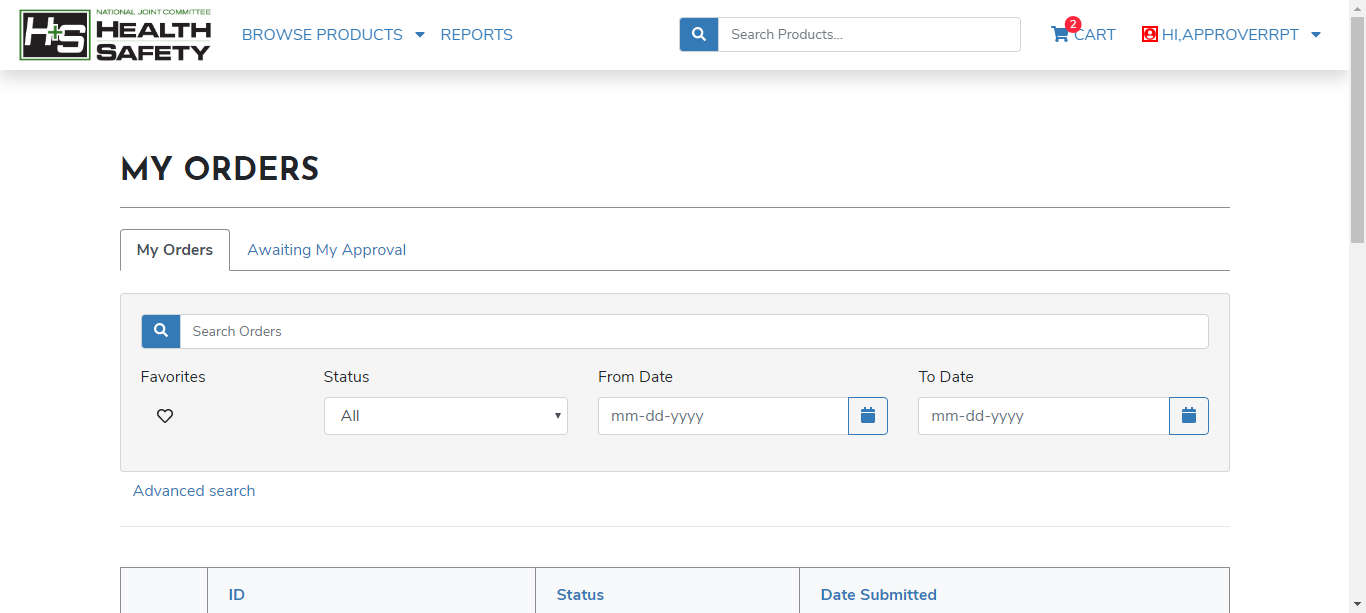 NATIONAL JOINT COMMITTEE
H+S HEALTH
SAFETY
BROWSE PRODUCTS REPORTS Search Products... 2 CART HI,APPROVERRPT
MY ORDERS
My Orders Awaiting My Approval
Search Orders
Favorites Status From Date To Date
All mm-dd-yyyy mm-dd-yyyy
Advanced search
ID Status Date Submitted